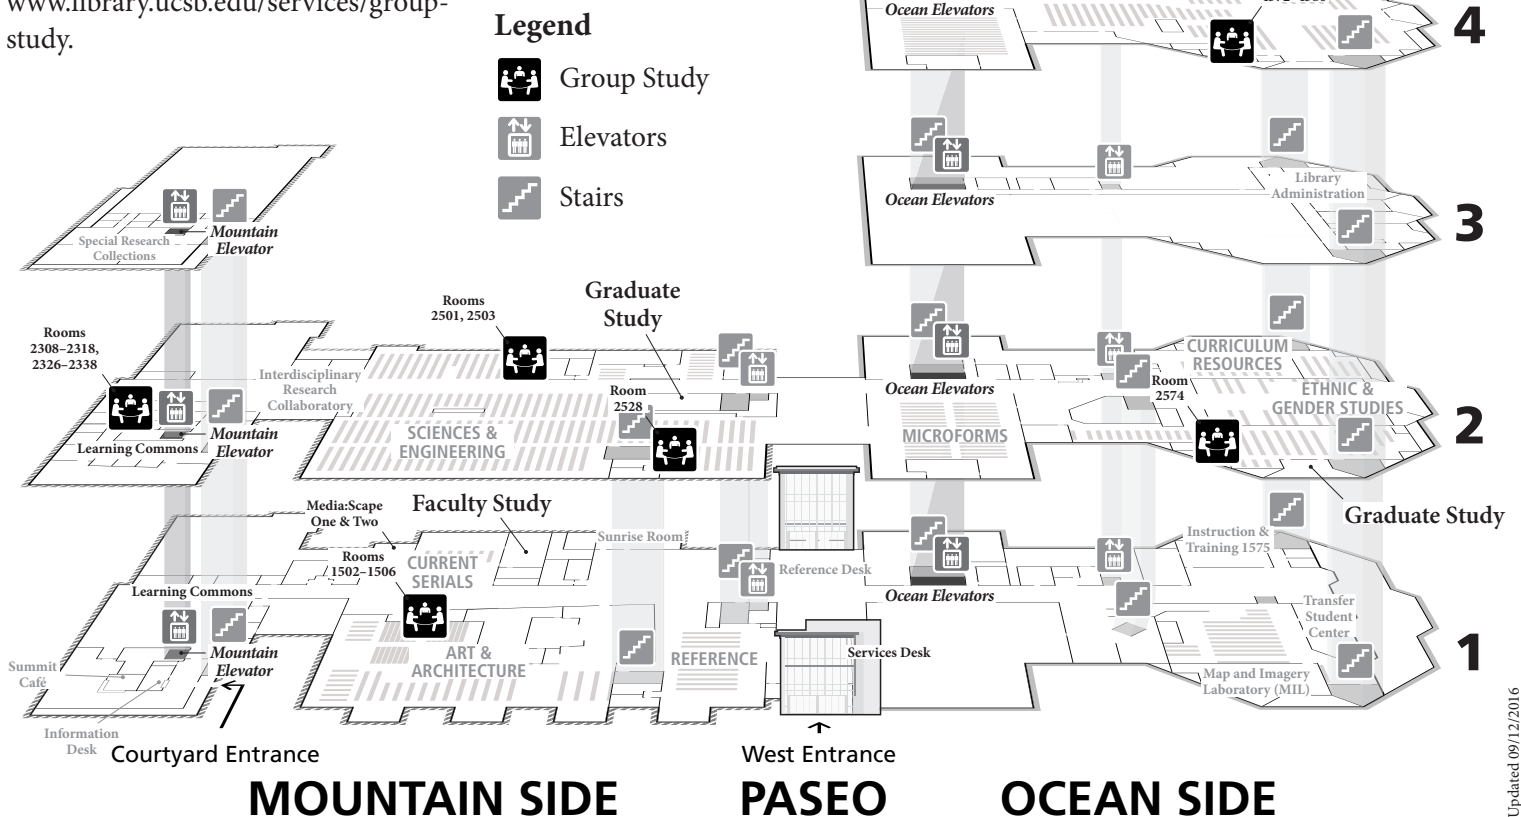 www.library.ucsb.edu/services/group-
study.
Legend
Group Study
Elevators
Stairs
Ocean Elevators
4
Ocean Elevators
Library
Administration
3
Mountain
Elevator
Special Research
Collections
Rooms
2308–2318,
2326–2338
Rooms
2501, 2503
Graduate
Study
Interdisciplinary
Research
Collaboratory
Room
2528
SCIENCES &
ENGINEERING
Learning Commons
Mountain
Elevator
Ocean Elevators
MICROFORMS
CURRICULUM
RESOURCES
Room
2574
ETHNIC &
GENDER STUDIES
2
Graduate Study
Media:Scape
One & Two
Faculty Study
Rooms
1502–1506
CURRENT
SERIALS
Sunrise Room
Reference Desk
Ocean Elevators
Instruction &
Training 1575
Learning Commons
Mountain
Elevator
Summit
Café
Information
Desk
ART &
ARCHITECTURE
REFERENCE
Services Desk
Transfer
Student
Center
Map and Imagery
Laboratory (MIL)
1
Courtyard Entrance
West Entrance
MOUNTAIN SIDE
PASEO
OCEAN SIDE
Updated 09/12/2016